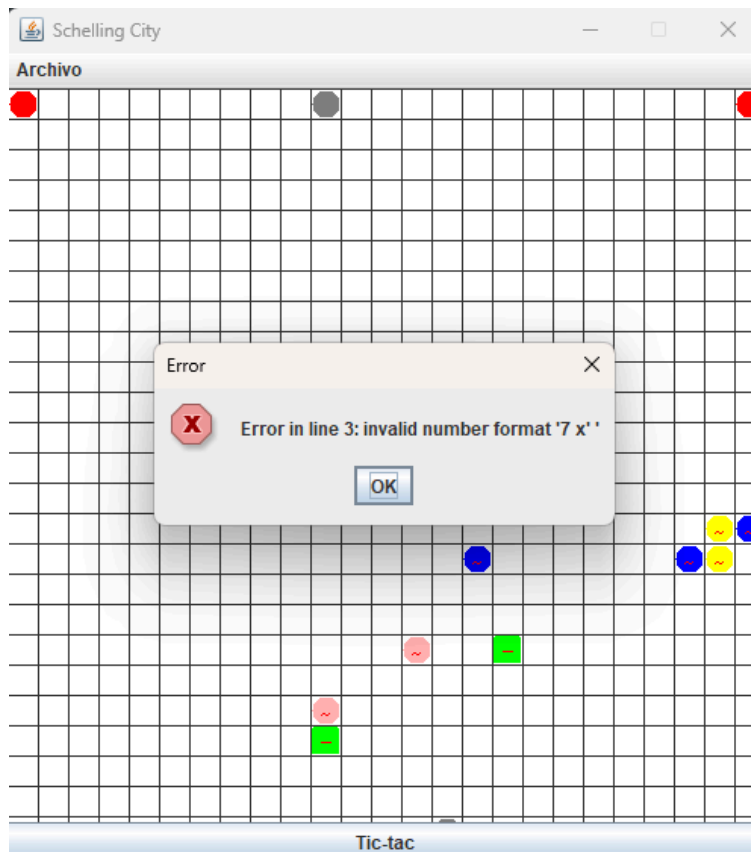 Schelling City
Archivo
Error
X
Error in line 3: invalid number format '7 x' '
OK
~
~ ~
~ ~
~ –
~
–
Tic-tac